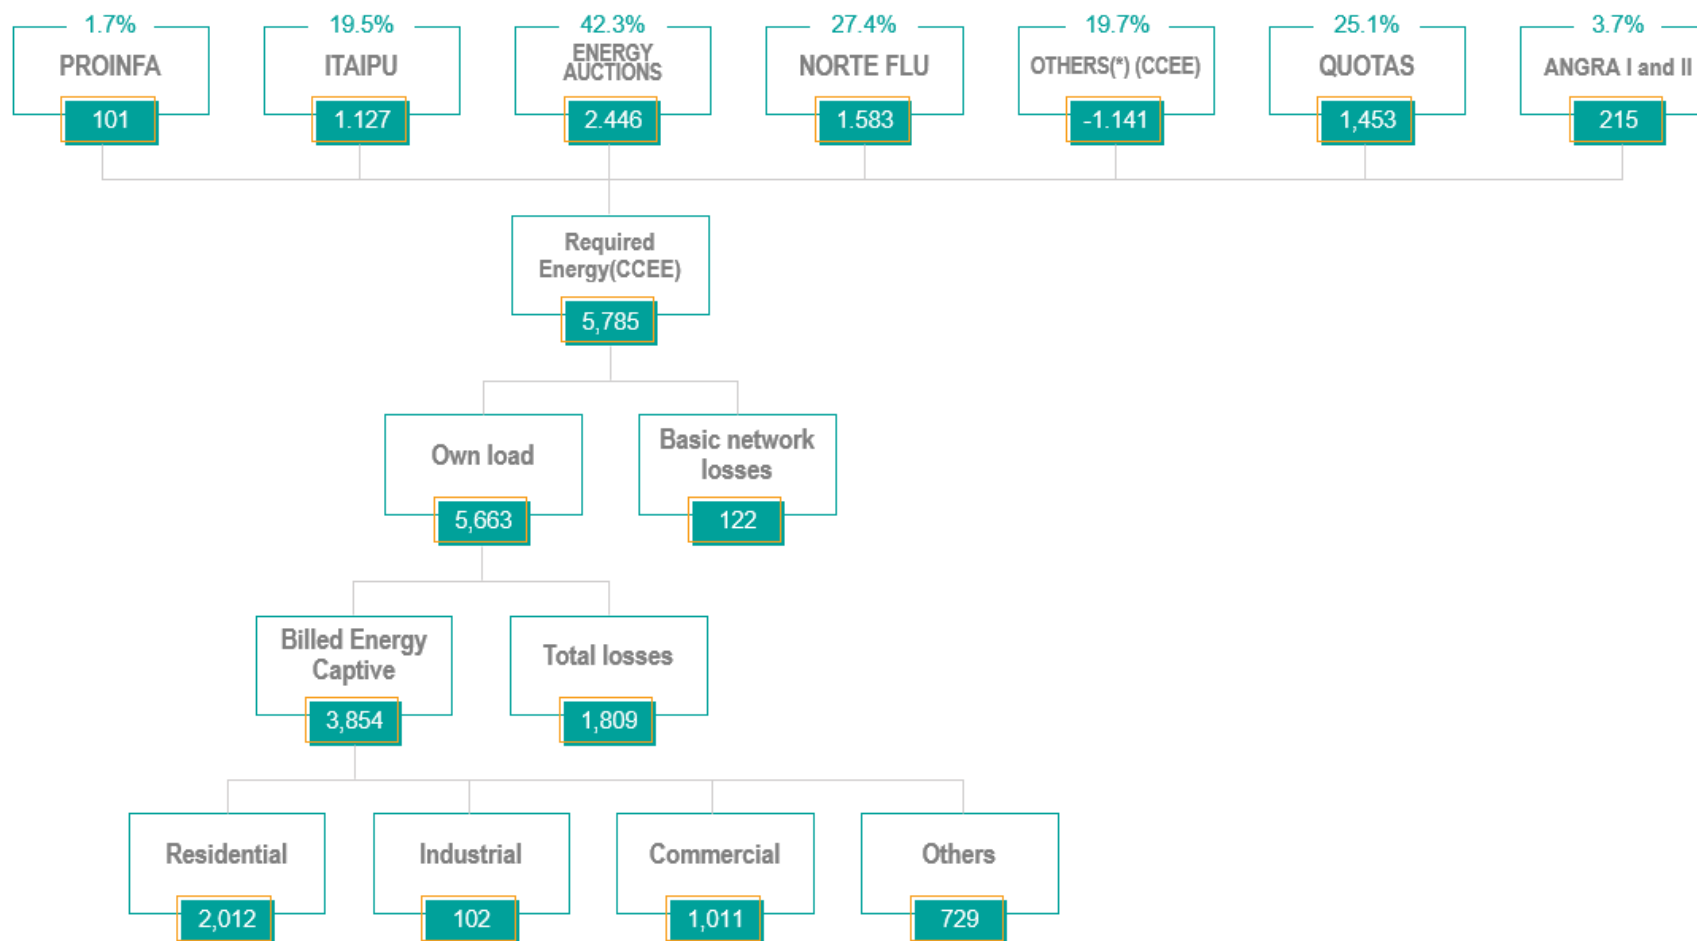 1.7%
19.5%
42.3%
27.4%
19.7%
25.1%
3.7%
PROINFA
ITAIPU
ENERGY
AUCTIONS
NORTE FLU
OTHERS(*) (CCEE)
QUOTAS
ANGRA I and II
101
1.127
2.446
1.583
-1.141
1,453
215
Required
Energy(CCEE)
5,785
Own load
5,663
Basic network
losses
122
Billed Energy
Captive
3,854
Total losses
1,809
Residential
Industrial
Commercial
Others
2,012
102
1,011
729